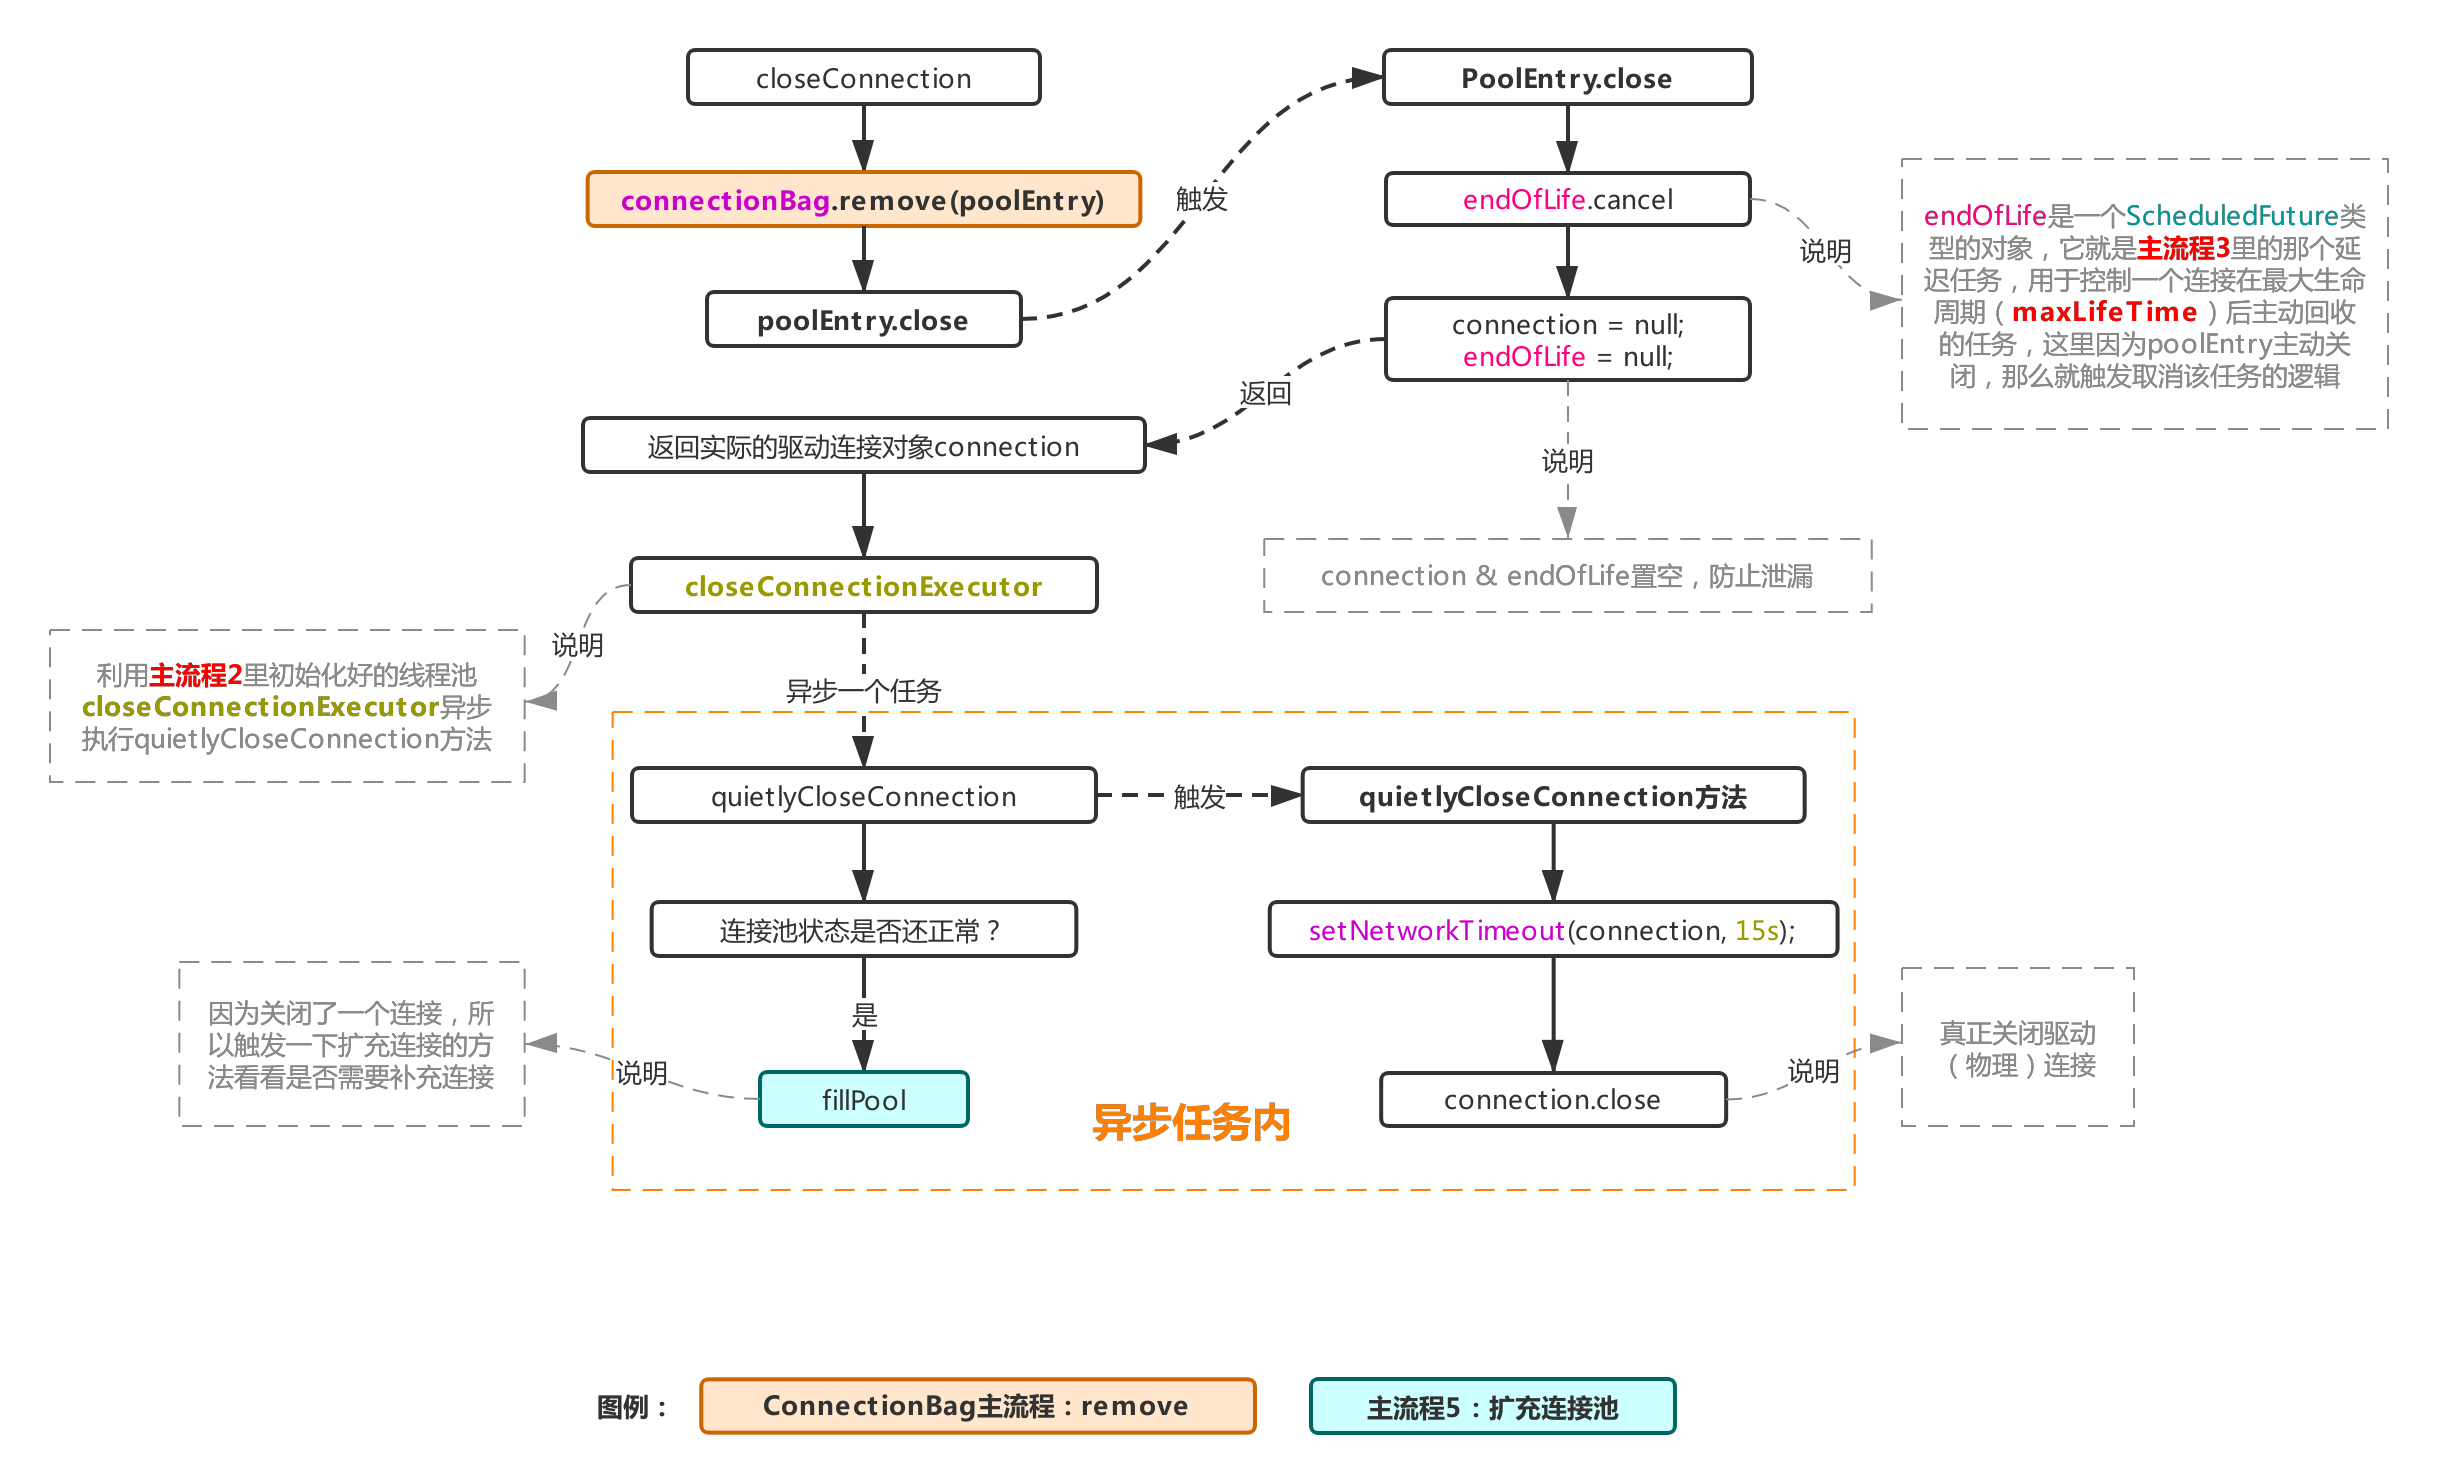 closeConnection
connectionBag.remove(poolEntry)
poolEntry.close
触发
PoolEntry.close
endOfLife.cancel
说明
endOfLife是一个ScheduledFuture类
型的对象，它就是主流程3里的那个延
迟任务，用于控制一个连接在最大生命
周期（maxLifeTime）后主动回收
的任务，这里因为poolEntry主动关
闭，那么就触发取消该任务的逻辑
connection = null;
endOfLife = null;
返回
说明
connection & endOfLife置空，防止泄漏
返回实际的驱动连接对象connection
closeConnectionExecutor
说明
利用主流程2里初始化好的线程池
closeConnectionExecutor异步
执行quietlyCloseConnection方法
异步一个任务
quietlyCloseConnection
触发
quietlyCloseConnection方法
连接池状态是否还正常？
setNetworkTimeout(connection, 15s);
是
fillPool
说明
因为关闭了一个连接，所
以触发一下扩充连接的方
法看看是否需要补充连接
connection.close
说明
真正关闭驱动
（物理）连接
异步任务内
图例：
ConnectionBag主流程：remove
主流程5：扩充连接池